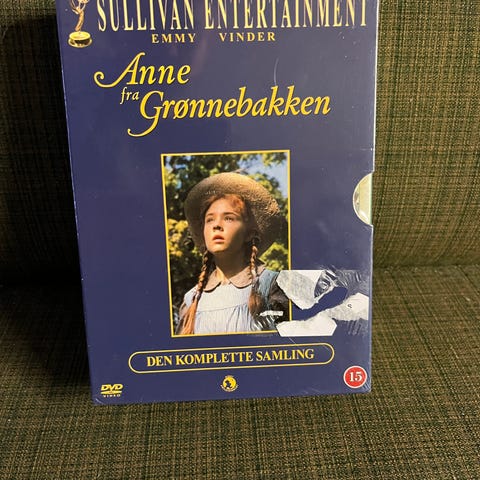 SULLIVAN ENTERTAINMENT
EMMY VINDER
Anne
fra
Grønnebakken
DEN KOMPLETTE SAMLING
DVD
VIDEO
15